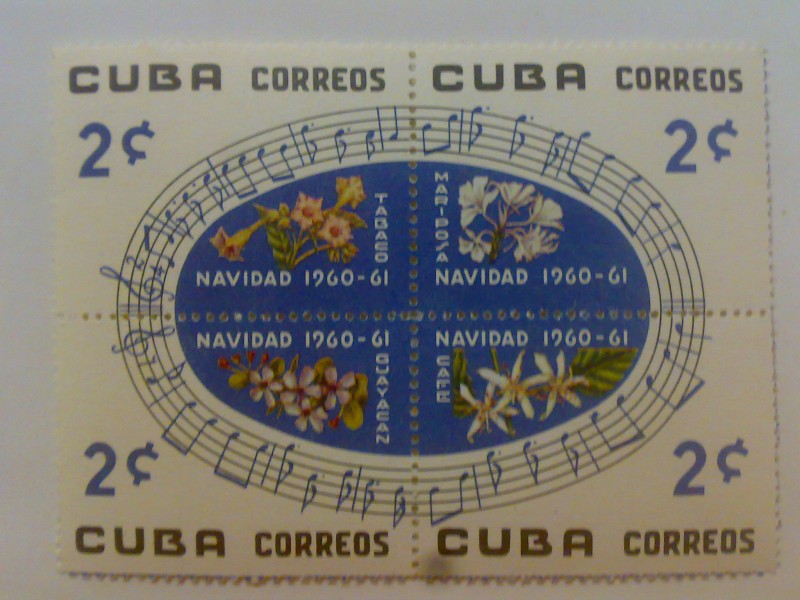 CUBA CORREOS
CUBA CORREOS
2¢
2¢
TABACO
MARIPOSA
NAVIDAD 1960-61
NAVIDAD 1960-61
NAVIDAD 1960-61
NAVIDAD 1960-61
GUAYACAN
CAFE
2¢
2¢
CUBA CORREOS
CUBA CORREOS